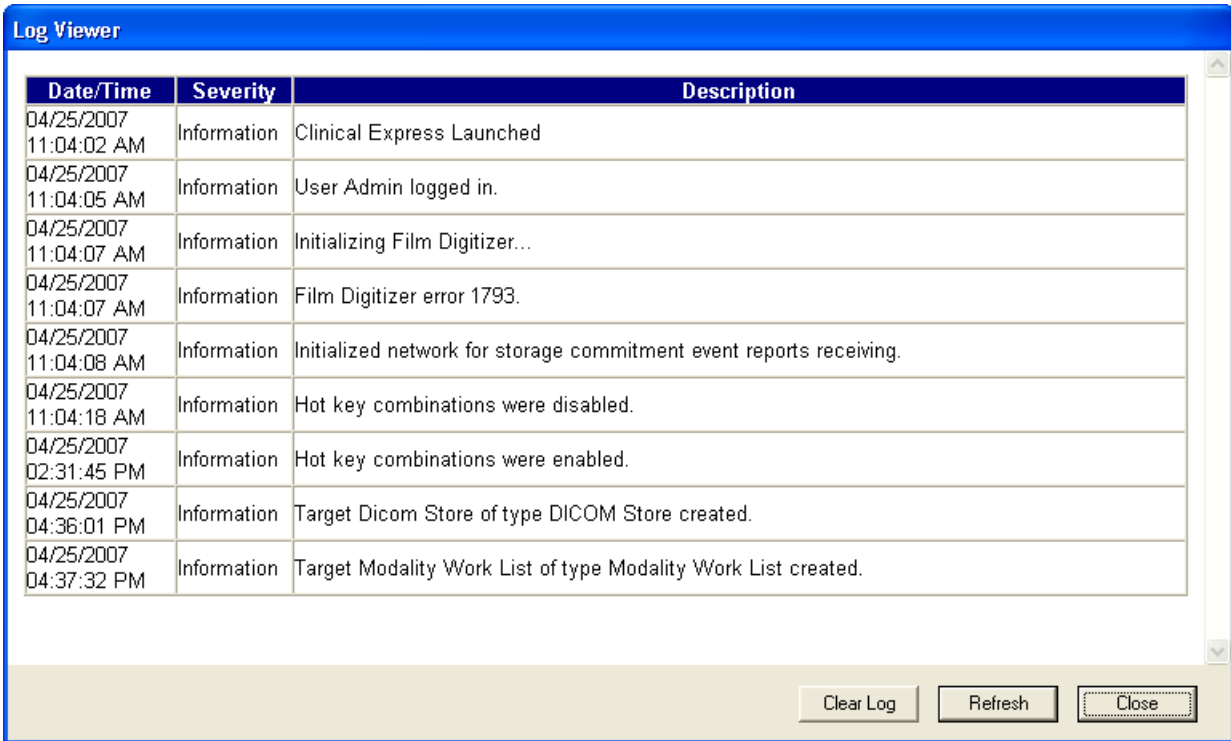 Log Viewer
Date/Time Severity Description
04/25/2007
11:04:02 AM Information Clinical Express Launched
04/25/2007
11:04:05 AM Information User Admin logged in.
04/25/2007
11:04:07 AM Information Initializing Film Digitizer...
04/25/2007
11:04:07 AM Information Film Digitizer error 1793.
04/25/2007
11:04:08 AM Information Initialized network for storage commitment event reports receiving.
04/25/2007
11:04:18 AM Information Hot key combinations were disabled.
04/25/2007
02:31:45 PM Information Hot key combinations were enabled.
04/25/2007
04:36:01 PM Information Target Dicom Store of type DICOM Store created.
04/25/2007
04:37:32 PM Information Target Modality Work List of type Modality Work List created.
Clear Log Refresh Close